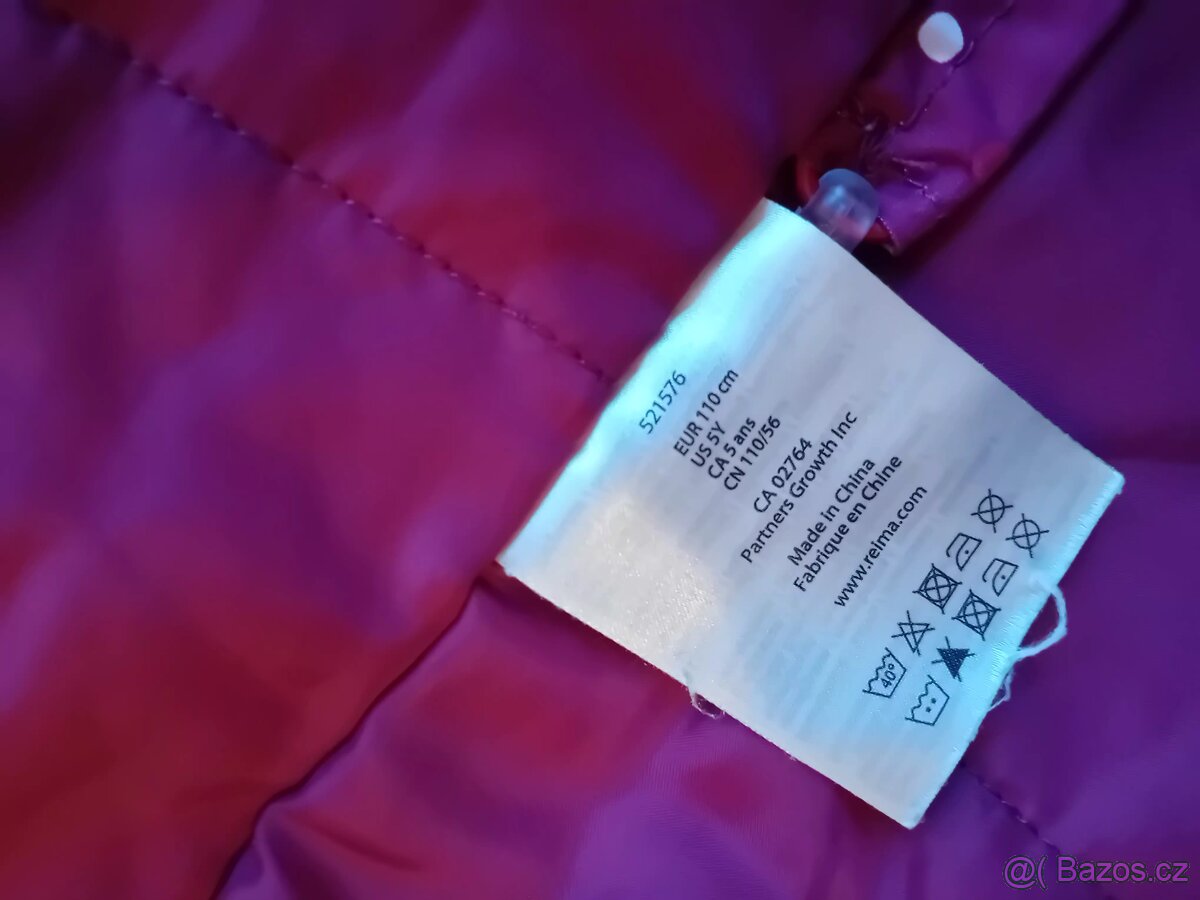 521576
EUR 110 cm
US 5Y
CA 5 ans
CN 110/56
CA 02764
Partners Growth Inc
Made in China
Fabrique en Chine
www.reima.com
40°
@( Bazos.cz